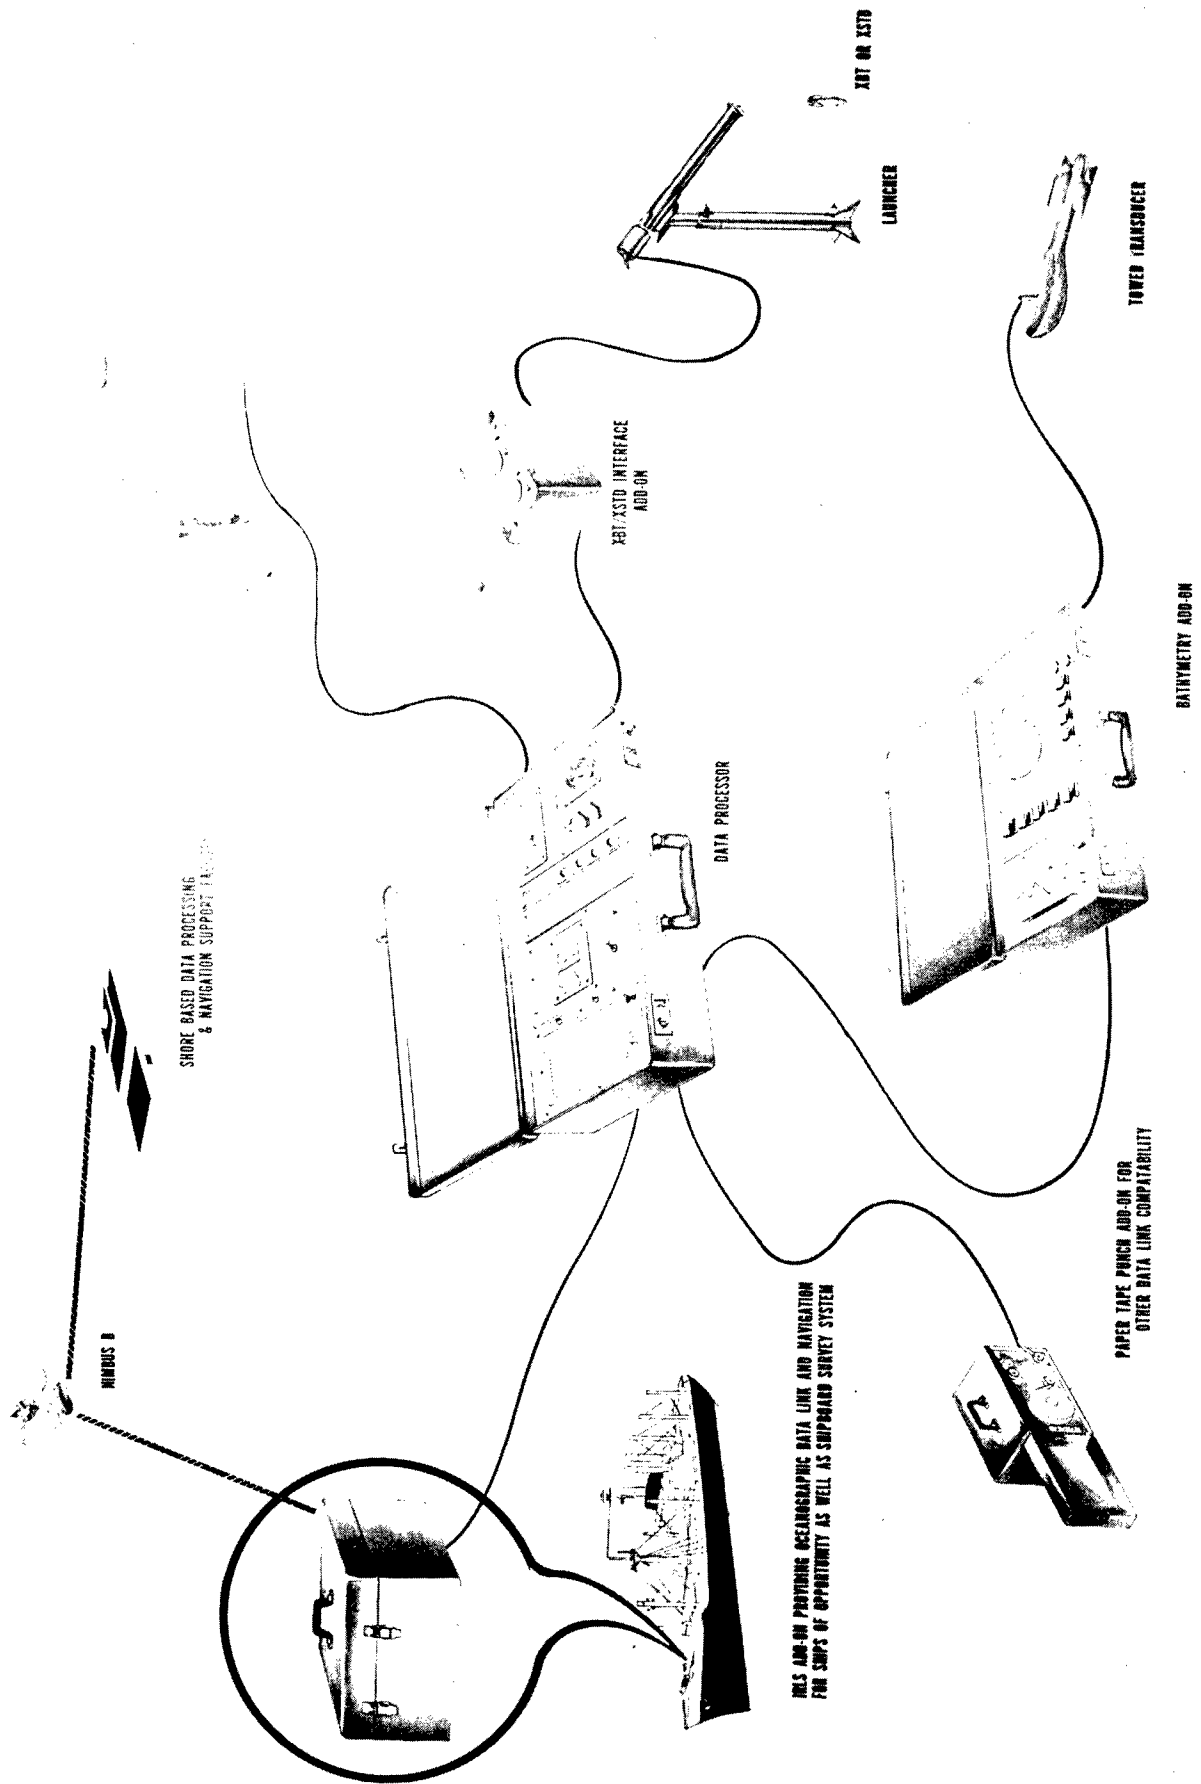 NIMBUS B
SHORE BASED DATA PROCESSING
& NAVIGATION SUPPORT
XBT/XSTD INTERFACE
ADD-ON
XBT OR XSTD
LAUNCHER
DATA PROCESSOR
TOWED TRANSDUCER
IRLS ADD-ON PROVIDING OCEANOGRAPHIC DATA LINK AND NAVIGATION
FOR SHIPS OF OPPORTUNITY AS WELL AS SHIPBOARD SURVEY SYSTEM
PAPER TAPE PUNCH ADD-ON FOR
OTHER DATA LINK COMPATABILITY
BATHYMETRY ADD-ON